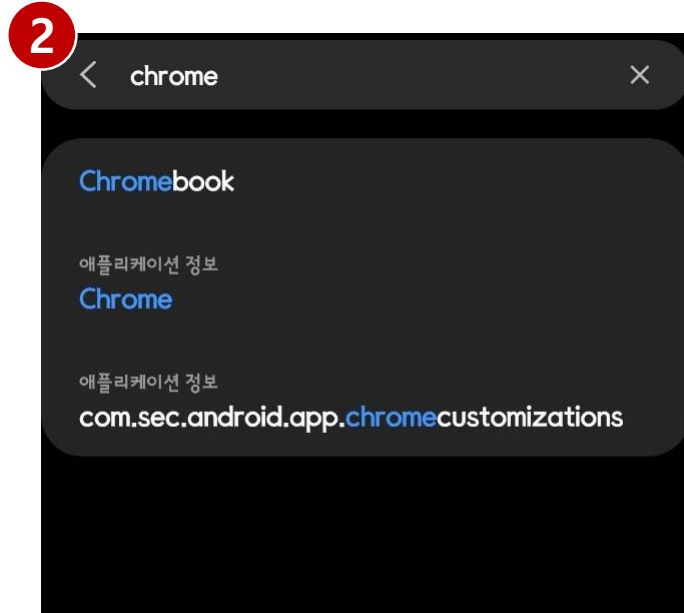 2
chrome
Chromebook
애플리케이션 정보
Chrome
애플리케이션 정보
com.sec.android.app.chromecustomizations